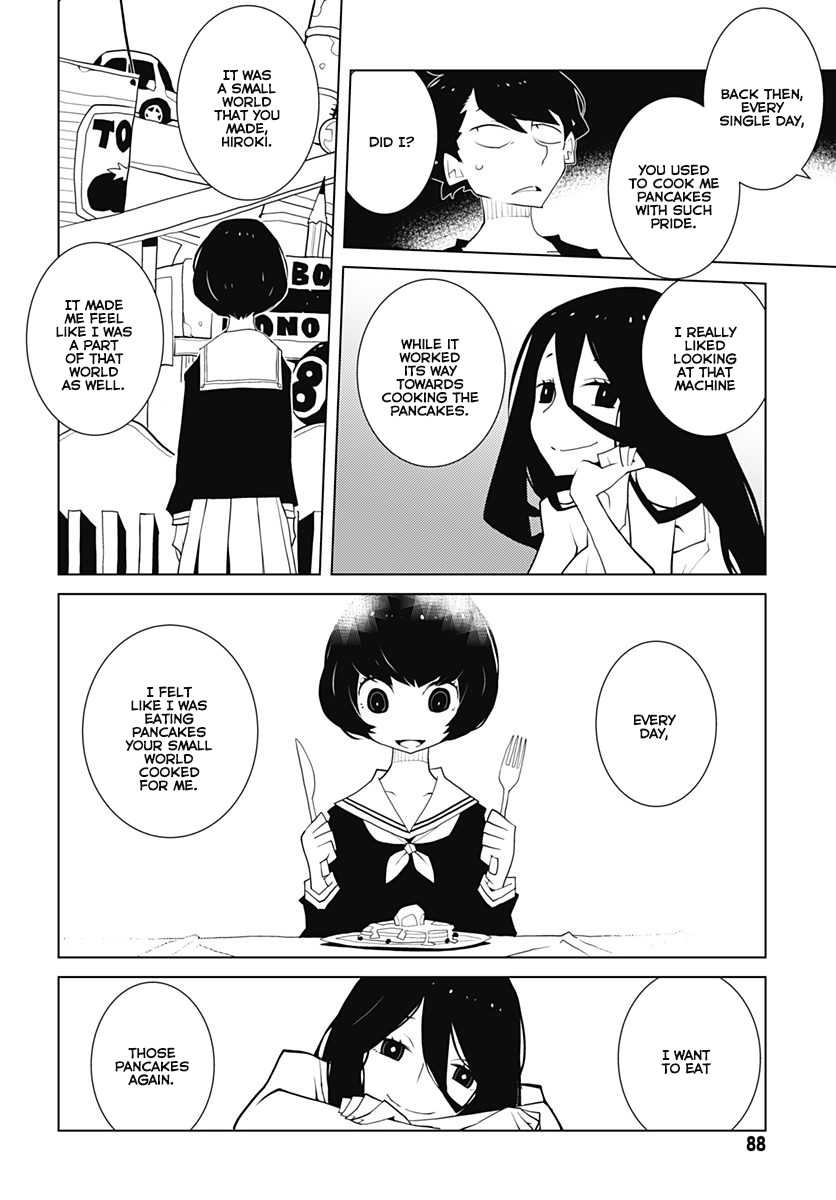 BACK THEN,
EVERY
SINGLE DAY,
YOU USED
TO COOK ME
PANCAKES
WITH SUCH
PRIDE.
DID I?
I REALLY
LIKED
LOOKING
AT THAT
MACHINE
WHILE IT
WORKED
ITS WAY
TOWARDS
COOKING THE
PANCAKES.
IT WAS
A SMALL
WORLD
THAT YOU
MADE,
HIROKI.
TO
BO
MONO
8
IT MADE
ME FEEL
LIKE I WAS
A PART
OF THAT
WORLD
AS WELL.
EVERY
DAY,
I FELT
LIKE I WAS
EATING
PANCAKES
YOUR SMALL
WORLD
COOKED
FOR ME.
I WANT
TO EAT
THOSE
PANCAKES
AGAIN.
88